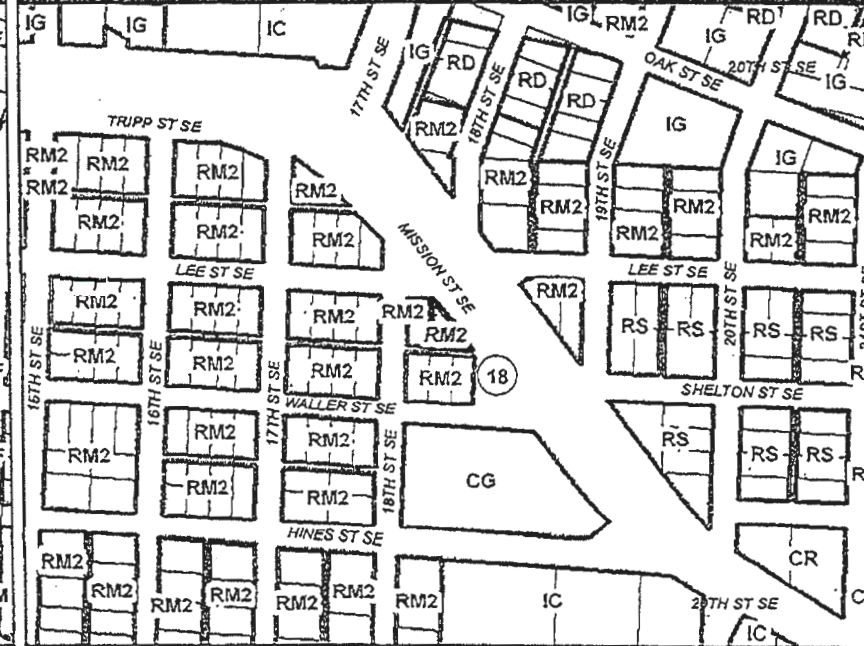 IG
IG
IC
IG
RM2
RD
RD
IG
IG
RD
IG
17TH ST SE
18TH ST SE
RD
RD
OAK ST SE
20TH ST SE
TRIPP ST SE
RM2
IG
RM2
RM2
RM2
RM2
RM2
RM2
IG
19TH ST SE
RM2
RM2
RM2
RM2
RM2
RM2
RM2
RM2
RM2
MISSION ST SE
LEE ST SE
LEE ST SE
20TH ST SE
RM2
RM2
RM2
RM2
RM2
RM2
RS
RS
RS
RS
16TH ST SE
16TH ST SE
17TH ST SE
RM2
RM2
RM2
RM2
18
WALLER ST SE
SHELTON ST SE
RM2
RM2
RM2
18TH ST SE
RS
RS
RS
RM2
RM2
CG
HINES ST SE
RM2
RM2
RM2
RM2
RM2
RM2
RM2
IC
CR
IC